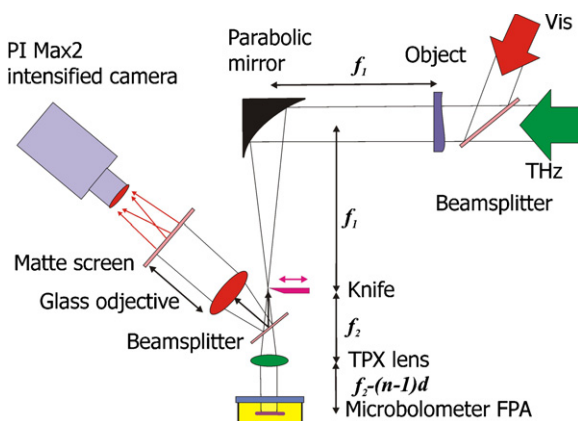 Vis
Parabolic
mirror
Object
PI Max2
intensified camera
f1
THz
Beamsplitter
f1
Matte screen
Glass odjective
Knife
Beamsplitter
f2
TPX lens
f2-(n-1)d
Microbolometer FPA